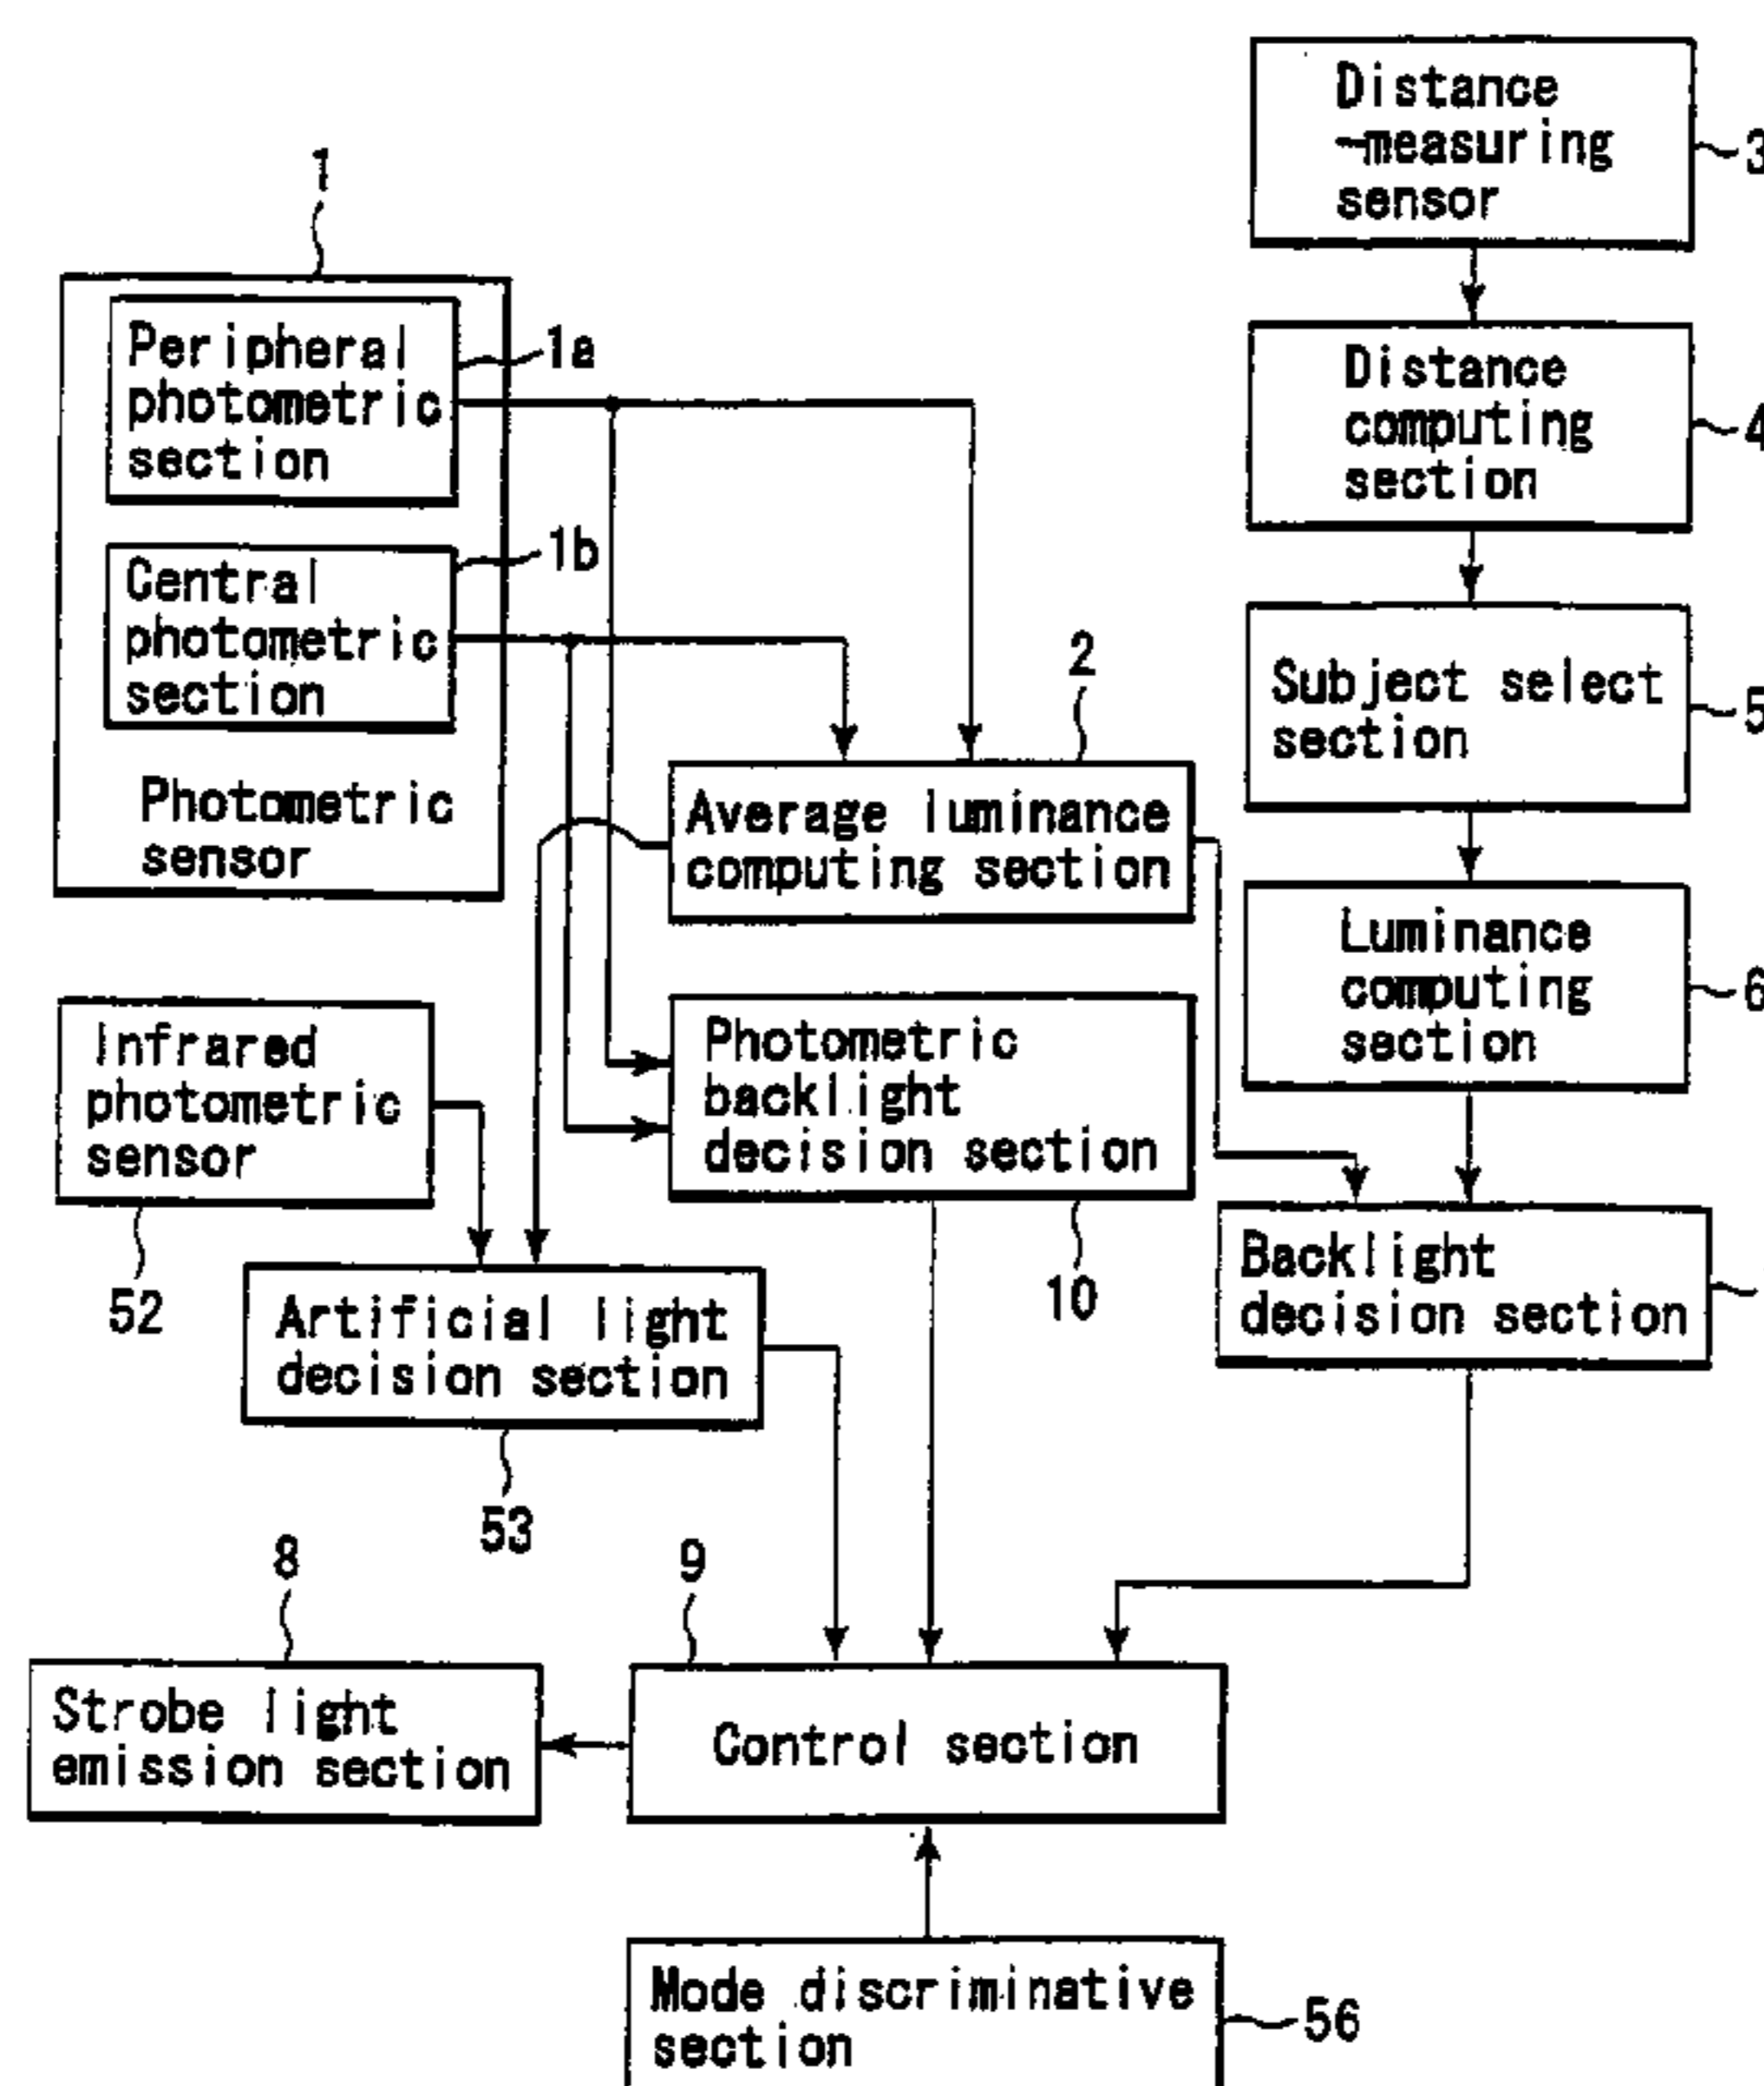 Distance
-measuring
sensor
3
1
Peripheral
photometric
section
1a
Distance
computing
section
4
Central
photometric
section
1b
Photometric
sensor
2
Average luminance
computing section
Subject select
section
5
Luminance
computing
section
6
Infrared
photometric
sensor
52
Photometric
backlight
decision section
10
Backlight
decision section
Artificial light
decision section
53
8
Strobe light
emission section
9
Control section
Mode discriminative
section
56